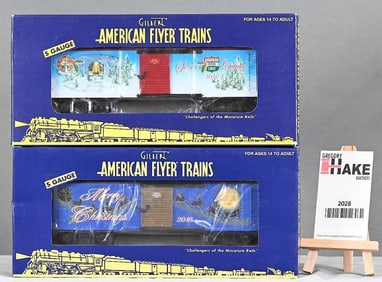 GILBERT
AMERICAN FLYER TRAINS
FOR AGES 14 TO ADULT
S GAUGE
"Challengers of the Miniature Rails"
GILBERT
AMERICAN FLYER TRAINS
FOR AGES 14 TO ADULT
S GAUGE
Merry
Christmas
"Challengers of the Miniature Rails"
GREGORY
HAKE
2028